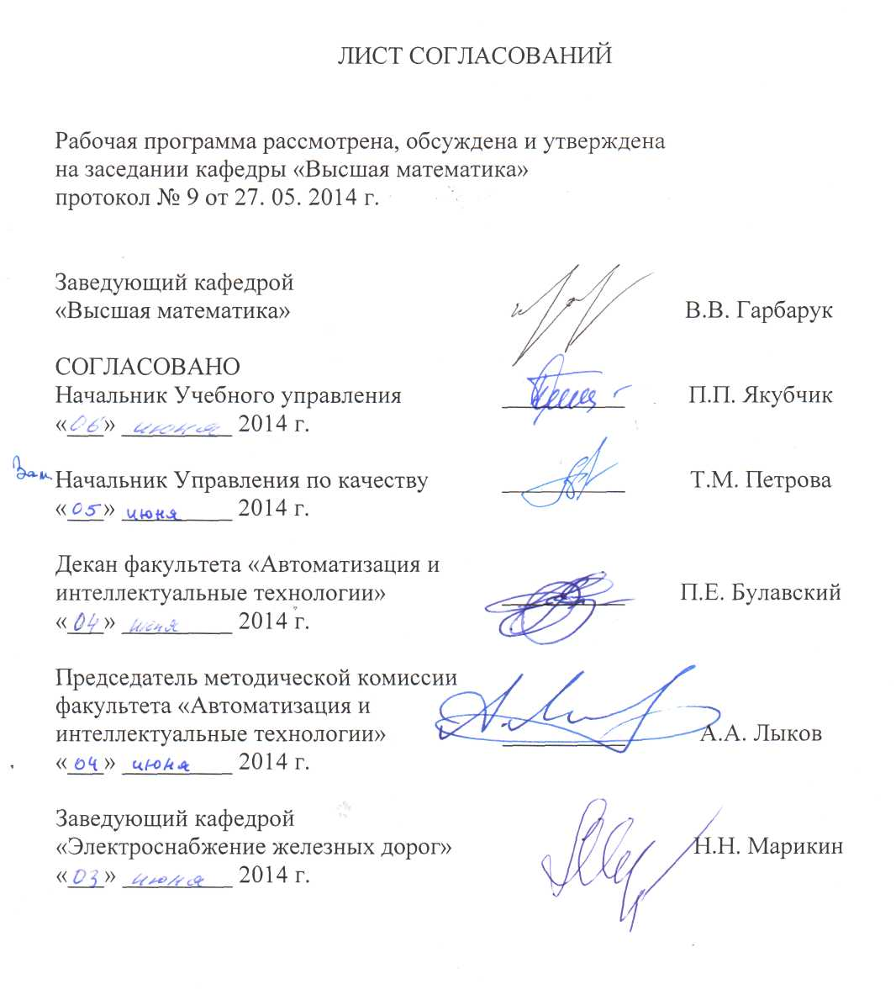 ЛИСТ СОГЛАСОВАНИЙ
Рабочая программа рассмотрена, обсуждена и утверждена
на заседании кафедры «Высшая математика»
протокол № 9 от 27. 05. 2014 г.
Заведующий кафедрой
«Высшая математика» В.В. Гарбарук
СОГЛАСОВАНО
Начальник Учебного управления П.П. Якубчик
«06» июня 2014 г.
Зам. Начальник Управления по качеству Т.М. Петрова
«05» июня 2014 г.
Декан факультета «Автоматизация и
интеллектуальные технологии» П.Е. Булавский
«04» июня 2014 г.
Председатель методической комиссии
факультета «Автоматизация и
интеллектуальные технологии» А.А. Лыков
«04» июня 2014 г.
Заведующий кафедрой
«Электроснабжение железных дорог» Н.Н. Марикин
«03» июня 2014 г.